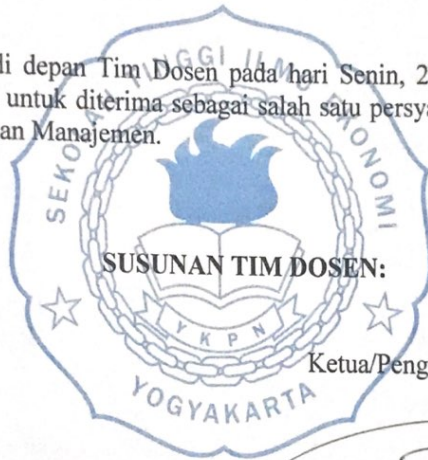 di depan Tim Dosen pada hari Senin, 2
untuk diterima sebagai salah satu persya
an Manajemen.
SEKOLAH TINGGI ILMU EKONOMI
SUSUNAN TIM DOSEN:
YKPN
YOGYAKARTA
Ketua/Peng